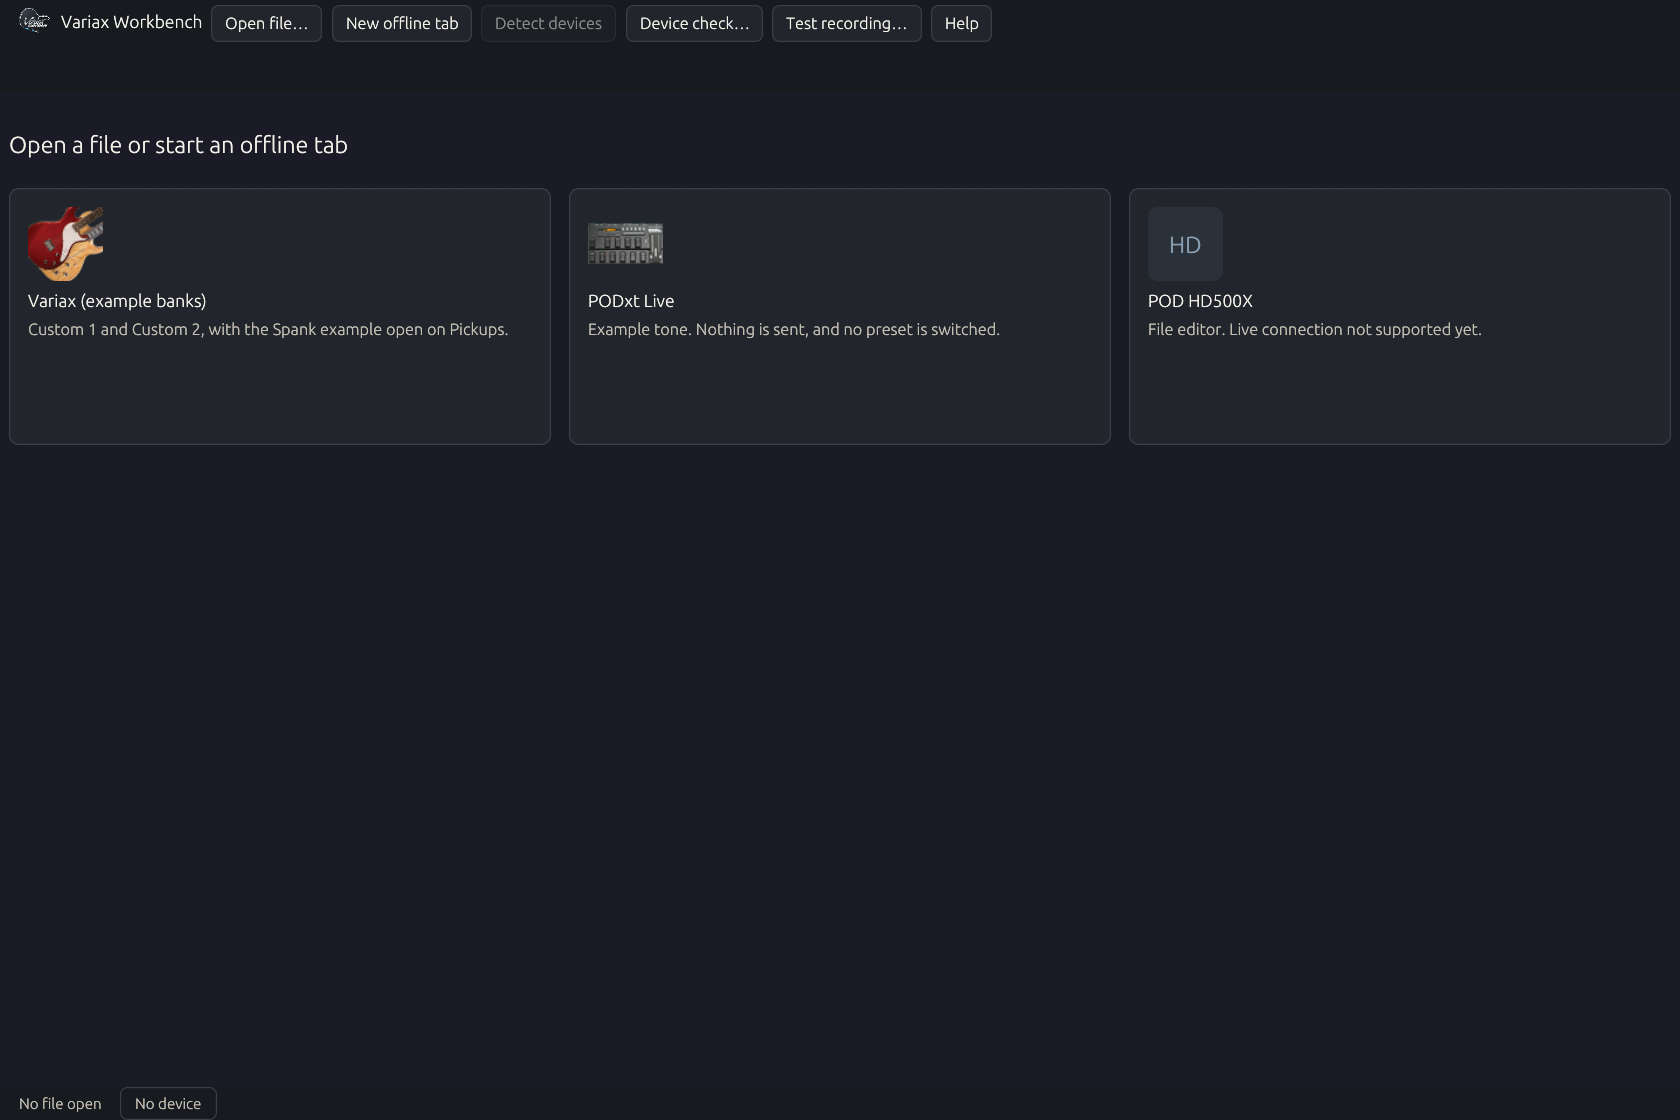 Variax Workbench
Open file...
New offline tab
Detect devices
Device check...
Test recording...
Help
Open a file or start an offline tab
Variax (example banks)
Custom 1 and Custom 2, with the Spank example open on Pickups.
PODxt Live
Example tone. Nothing is sent, and no preset is switched.
HD
POD HD500X
File editor. Live connection not supported yet.
No file open
No device